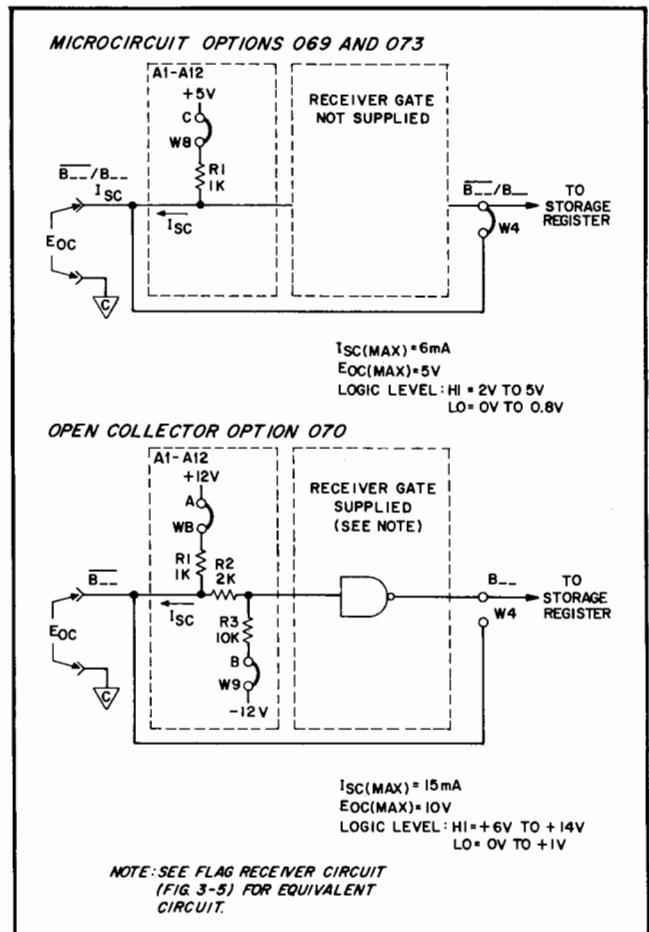 MICROCIRCUIT OPTIONS 069 AND 073
A1-A12
+5V
C
W8
R1
1K
RECEIVER GATE
NOT SUPPLIED
B__/B__
ISC
ISC
EOC
C
B__/B__
W4
TO
STORAGE
REGISTER
ISC(MAX)=6mA
EOC(MAX)=5V
LOGIC LEVEL: HI = 2V TO 5V
LO= 0V TO 0.8V
OPEN COLLECTOR OPTION 070
A1-A12
+12V
A
WB
R1
1K
R2
2K
R3
10K
B
W9
-12V
RECEIVER GATE
SUPPLIED
(SEE NOTE)
B__
ISC
EOC
C
B__
W4
TO
STORAGE
REGISTER
ISC(MAX) = 15mA
EOC(MAX)=10V
LOGIC LEVEL: HI=+6V TO +14V
LO= 0V TO +1V
NOTE: SEE FLAG RECEIVER CIRCUIT
(FIG. 3-5) FOR EQUIVALENT
CIRCUIT.